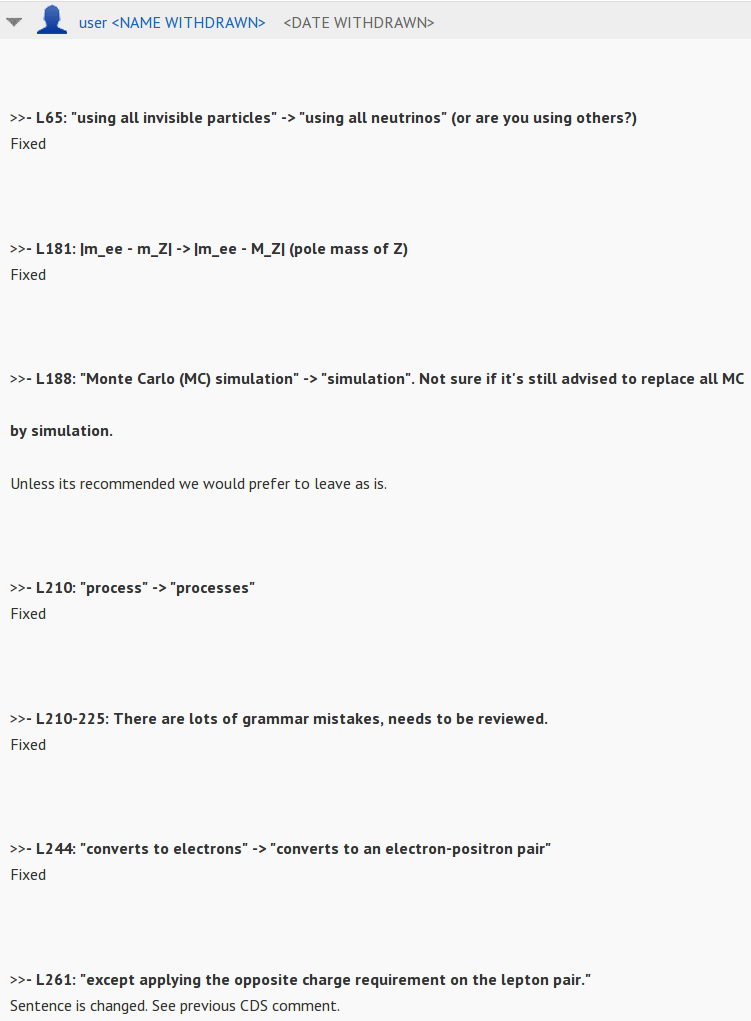 user <NAME WITHDRAWN> <DATE WITHDRAWN>
>>- L65: "using all invisible particles" -> "using all neutrinos" (or are you using others?)
Fixed
>>- L181: |m_ee - m_Z| -> |m_ee - M_Z| (pole mass of Z)
Fixed
>>- L188: "Monte Carlo (MC) simulation" -> "simulation". Not sure if it's still advised to replace all MC
by simulation.
Unless its recommended we would prefer to leave as is.
>>- L210: "process" -> "processes"
Fixed
>>- L210-225: There are lots of grammar mistakes, needs to be reviewed.
Fixed
>>- L244: "converts to electrons" -> "converts to an electron-positron pair"
Fixed
>>- L261: "except applying the opposite charge requirement on the lepton pair."
Sentence is changed. See previous CDS comment.